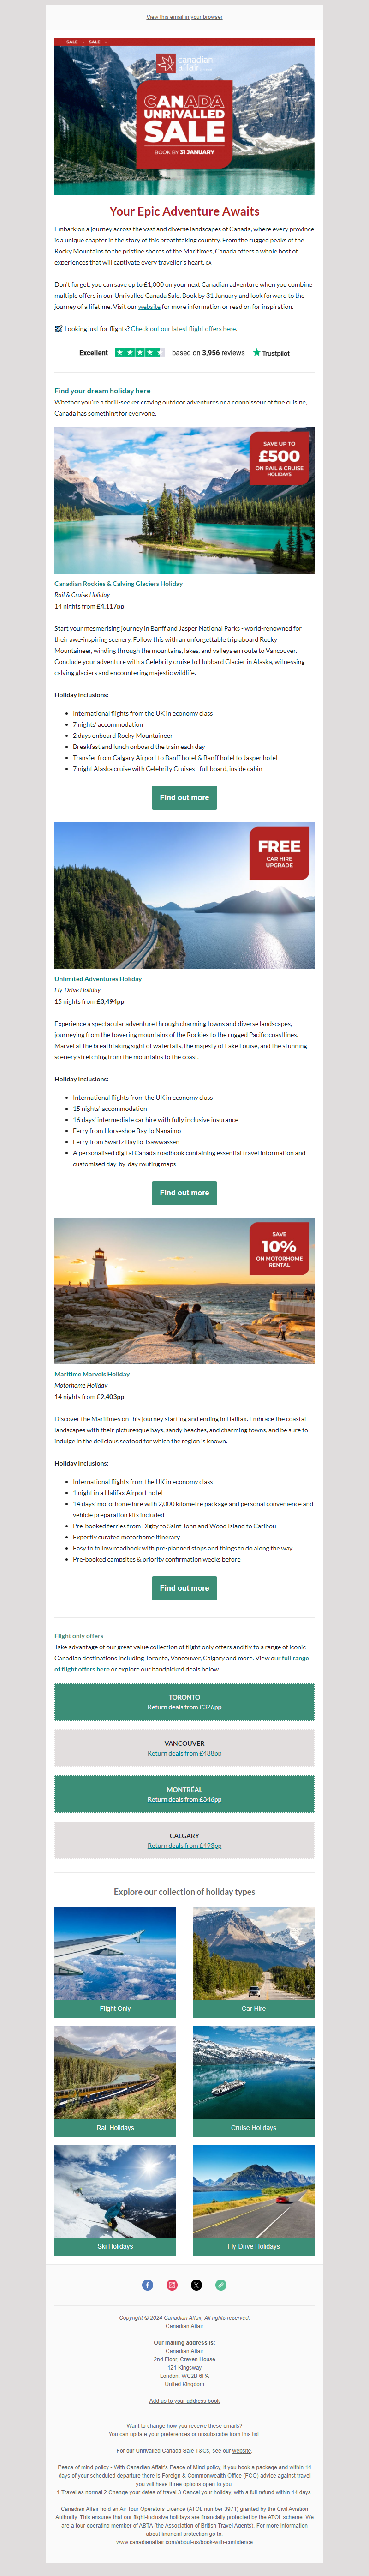 View this email in your browser
SALE • SALE •
canadian
affair
CANADA
UNRIVALLED
SALE
BOOK BY 31 JANUARY
Your Epic Adventure Awaits
Embark on a journey across the vast and diverse landscapes of Canada, where every province
is a unique chapter in the story of this breathtaking country. From the rugged peaks of the
Rocky Mountains to the pristine shores of the Maritimes, Canada offers a whole host of
experiences that will captivate every traveller's heart. CA
Don't forget, you can save up to £1,000 on your next Canadian adventure when you combine
multiple offers in our Unrivalled Canada Sale. Book by 31 January and look forward to the
journey of a lifetime. Visit our website for more information or read on for inspiration.
Looking just for flights? Check out our latest flight offers here.
Excellent based on 3,956 reviews Trustpilot
Find your dream holiday here
Whether you're a thrill-seeker craving outdoor adventures or a connoisseur of fine cuisine,
Canada has something for everyone.
SAVE UP TO
£500
ON RAIL & CRUISE
HOLIDAYS
Canadian Rockies & Calving Glaciers Holiday
Rail & Cruise Holiday
14 nights from £4,117pp
Start your mesmerising journey in Banff and Jasper National Parks - world-renowned for
their awe-inspiring scenery. Follow this with an unforgettable trip aboard Rocky
Mountaineer, winding through the mountains, lakes, and valleys en route to Vancouver.
Conclude your adventure with a Celebrity cruise to Hubbard Glacier in Alaska, witnessing
calving glaciers and encountering majestic wildlife.
Holiday inclusions:
• International flights from the UK in economy class
• 7 nights' accommodation
• 2 days onboard Rocky Mountaineer
• Breakfast and lunch onboard the train each day
• Transfer from Calgary Airport to Banff hotel & Banff hotel to Jasper hotel
• 7 night Alaska cruise with Celebrity Cruises - full board, inside cabin
Find out more
FREE
CAR HIRE
UPGRADE
Unlimited Adventures Holiday
Fly-Drive Holiday
15 nights from £3,494pp
Experience a spectacular adventure through charming towns and diverse landscapes,
journeying from the towering mountains of the Rockies to the rugged Pacific coastlines.
Marvel at the breathtaking sight of waterfalls, the majesty of Lake Louise, and the stunning
scenery stretching from the mountains to the coast.
Holiday inclusions:
• International flights from the UK in economy class
• 15 nights' accommodation
• 16 days' intermediate car hire with fully inclusive insurance
• Ferry from Horseshoe Bay to Nanaimo
• Ferry from Swartz Bay to Tsawwassen
• A personalised digital Canada roadbook containing essential travel information and
customised day-by-day routing maps
Find out more
SAVE
10%
ON MOTORHOME
RENTAL
Maritime Marvels Holiday
Motorhome Holiday
14 nights from £2,403pp
Discover the Maritimes on this journey starting and ending in Halifax. Embrace the coastal
landscapes with their picturesque bays, sandy beaches, and charming towns, and be sure to
indulge in the delicious seafood for which the region is known.
Holiday inclusions:
• International flights from the UK in economy class
• 1 night in a Halifax Airport hotel
• 14 days' motorhome hire with 2,000 kilometre package and personal convenience and
vehicle preparation kits included
• Pre-booked ferries from Digby to Saint John and Wood Island to Caribou
• Expertly curated motorhome itinerary
• Easy to follow roadbook with pre-planned stops and things to do along the way
• Pre-booked campsites & priority confirmation weeks before
Find out more
Flight only offers
Take advantage of our great value collection of flight only offers and fly to a range of iconic
Canadian destinations including Toronto, Vancouver, Calgary and more. View our full range
of flight offers here or explore our handpicked deals below.
TORONTO
Return deals from £326pp
VANCOUVER
Return deals from £488pp
MONTRÉAL
Return deals from £346pp
CALGARY
Return deals from £493pp
Explore our collection of holiday types
Flight Only
Car Hire
Rail Holidays
Cruise Holidays
Ski Holidays
Fly-Drive Holidays
Copyright © 2024 Canadian Affair, All rights reserved.
Canadian Affair
Our mailing address is:
Canadian Affair
2nd Floor, Craven House
121 Kingsway
London, WC2B 6PA
United Kingdom
Add us to your address book
Want to change how you receive these emails?
You can update your preferences or unsubscribe from this list.
For our Unrivalled Canada Sale T&Cs, see our website.
Peace of mind policy - With Canadian Affair's Peace of Mind policy, if you book a package and within 14
days of your scheduled departure there is Foreign & Commonwealth Office (FCO) advice against travel
you will have three options open to you:
1.Travel as normal 2.Change your dates of travel 3.Cancel your holiday, with a full refund within 14 days.
Canadian Affair hold an Air Tour Operators Licence (ATOL number 3971) granted by the Civil Aviation
Authority. This ensures that our flight-inclusive holidays are financially protected by the ATOL scheme. We
are a tour operating member of ABTA (the Association of British Travel Agents). For more information
about financial protection go to:
www.canadianaffair.com/about-us/book-with-confidence